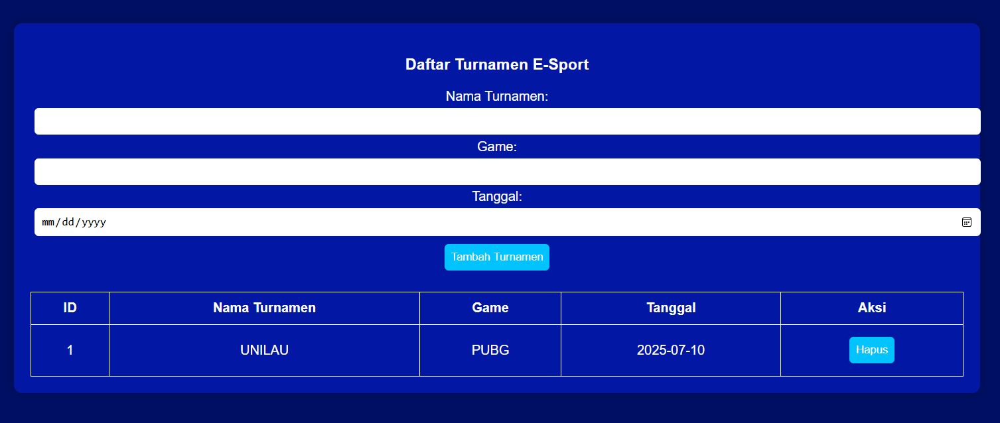 Daftar Turnamen E-Sport
Nama Turnamen:
Game:
Tanggal:
mm/dd/yyyy
Tambah Turnamen
ID Nama Turnamen Game Tanggal Aksi
1 UNILAU PUBG 2025-07-10 Hapus